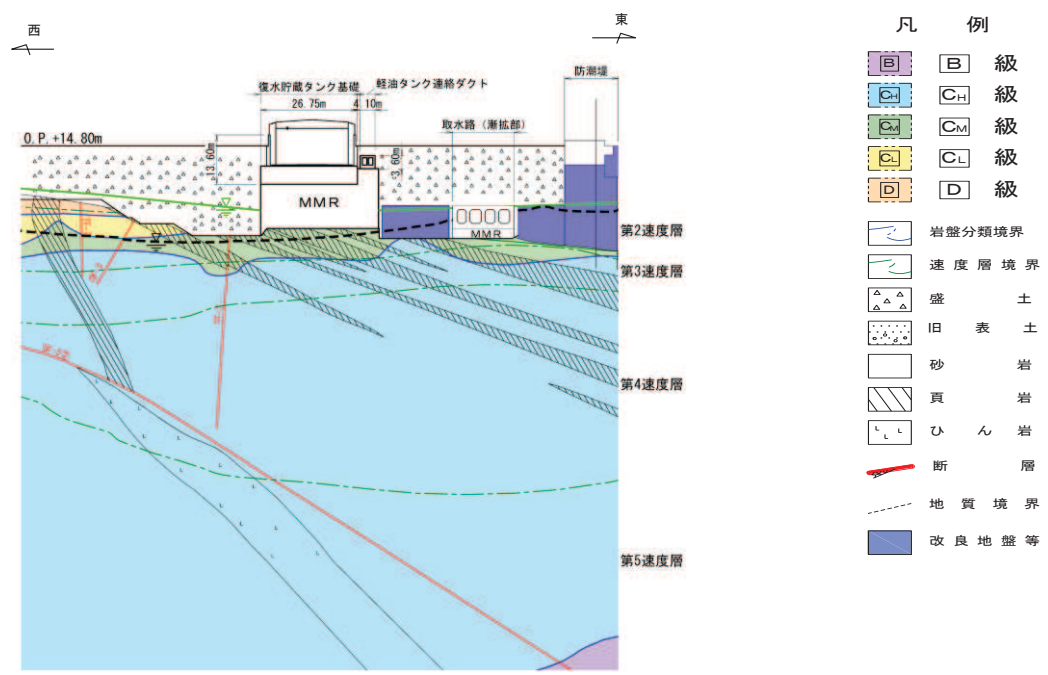 西
東
防潮堤
復水貯蔵タンク基礎
軽油タンク連絡ダクト
26.75m
4.10m
取水路（漸拡部）
O.P.+14.80m
13.60m
3.60m
MMR
MMR
第2速度層
第3速度層
第4速度層
第5速度層
凡 例
B B 級
CH CH 級
CM CM 級
CL CL 級
D D 級
岩盤分類境界
速度層境界
盛 土
旧 表 土
砂 岩
頁 岩
ひ ん 岩
断 層
地 質 境 界
改 良 地 盤 等